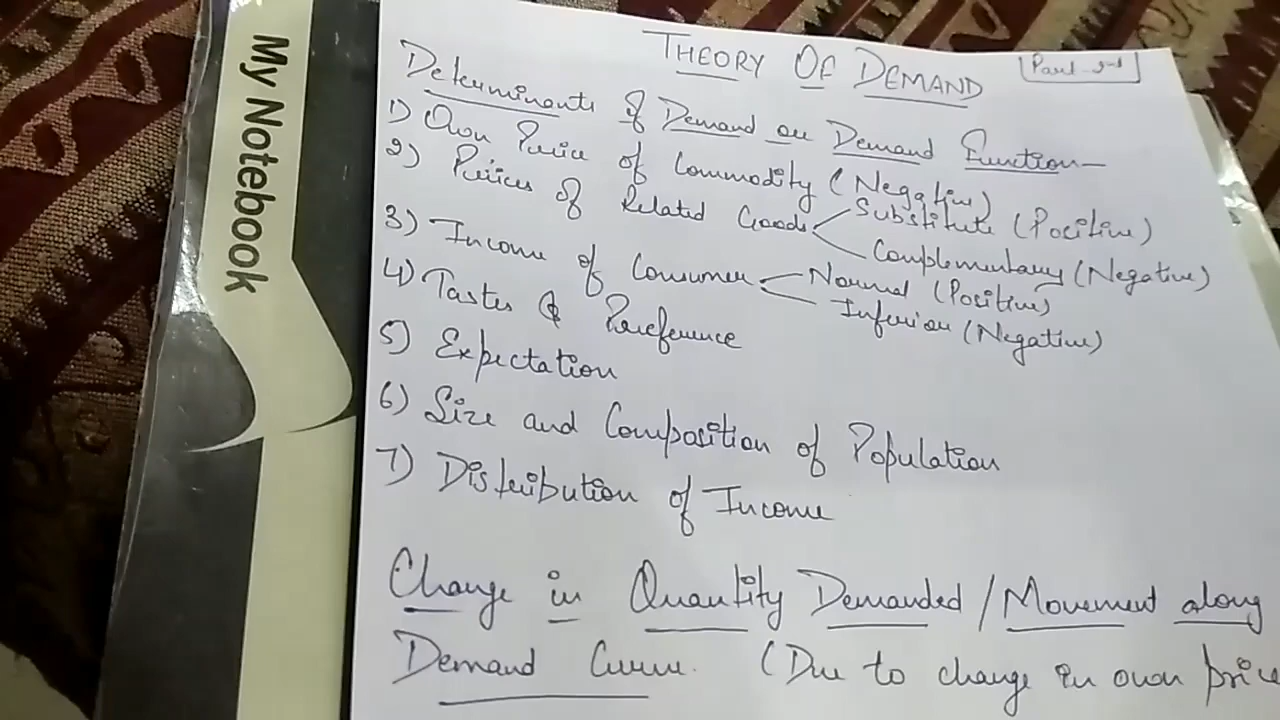 My Notebook
THEORY OF DEMAND
Part-2nd
Determinants of Demand or Demand Function-
1) Own Price of Commodity (Negative)
2) Prices of Related Goods
Substitute (Positive)
Complementary (Negative)
3) Income of Consumer
Normal (Positive)
Inferior (Negative)
4) Tastes & Preference
5) Expectation
6) Size and Composition of Population
7) Distribution of Income
Change in Quantity Demanded / Movement along
Demand Curve. (Due to change in own price